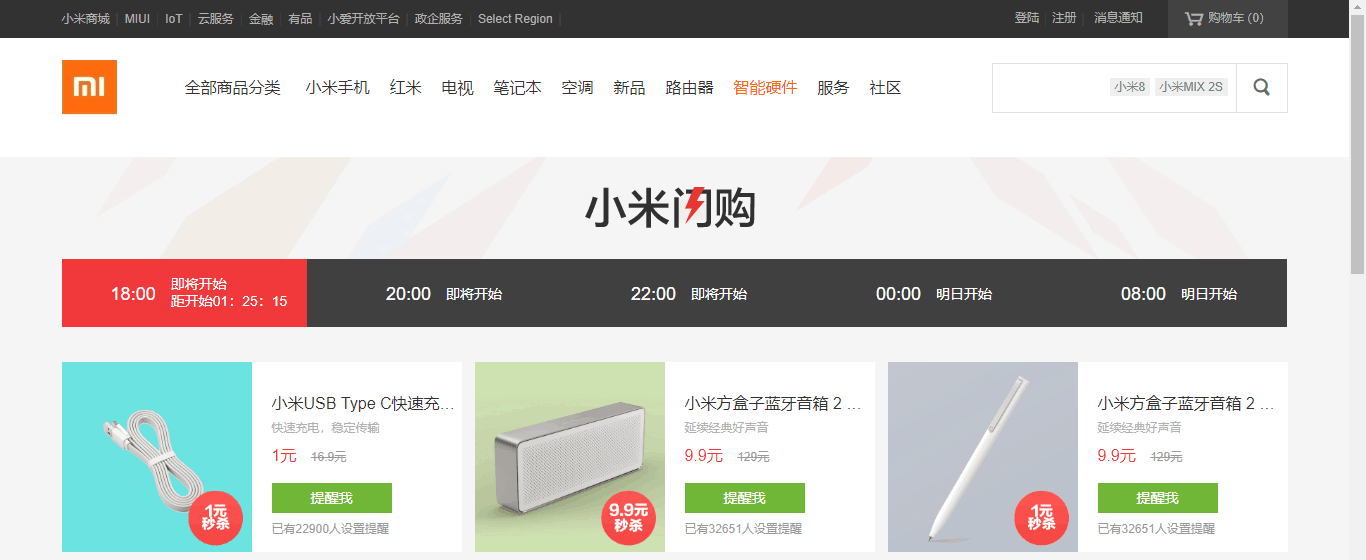 小米商城 MIUI IoT 云服务 金融 有品 小爱开放平台 政企服务 Select Region 登陆 注册 消息通知 购物车 (0)
mi 全部商品分类 小米手机 红米 电视 笔记本 空调 新品 路由器 智能硬件 服务 社区 小米8 小米MIX 2S
小米闪购
18:00 即将开始
距开始01：25：15
20:00 即将开始
22:00 即将开始
00:00 明日开始
08:00 明日开始
小米USB Type C快速充...
快速充电，稳定传输
1元 16.9元
提醒我
已有22900人设置提醒
1元
秒杀
小米方盒子蓝牙音箱 2 ...
延续经典好声音
9.9元 129元
提醒我
已有32651人设置提醒
9.9元
秒杀
小米方盒子蓝牙音箱 2 ...
延续经典好声音
9.9元 129元
提醒我
已有32651人设置提醒
1元
秒杀